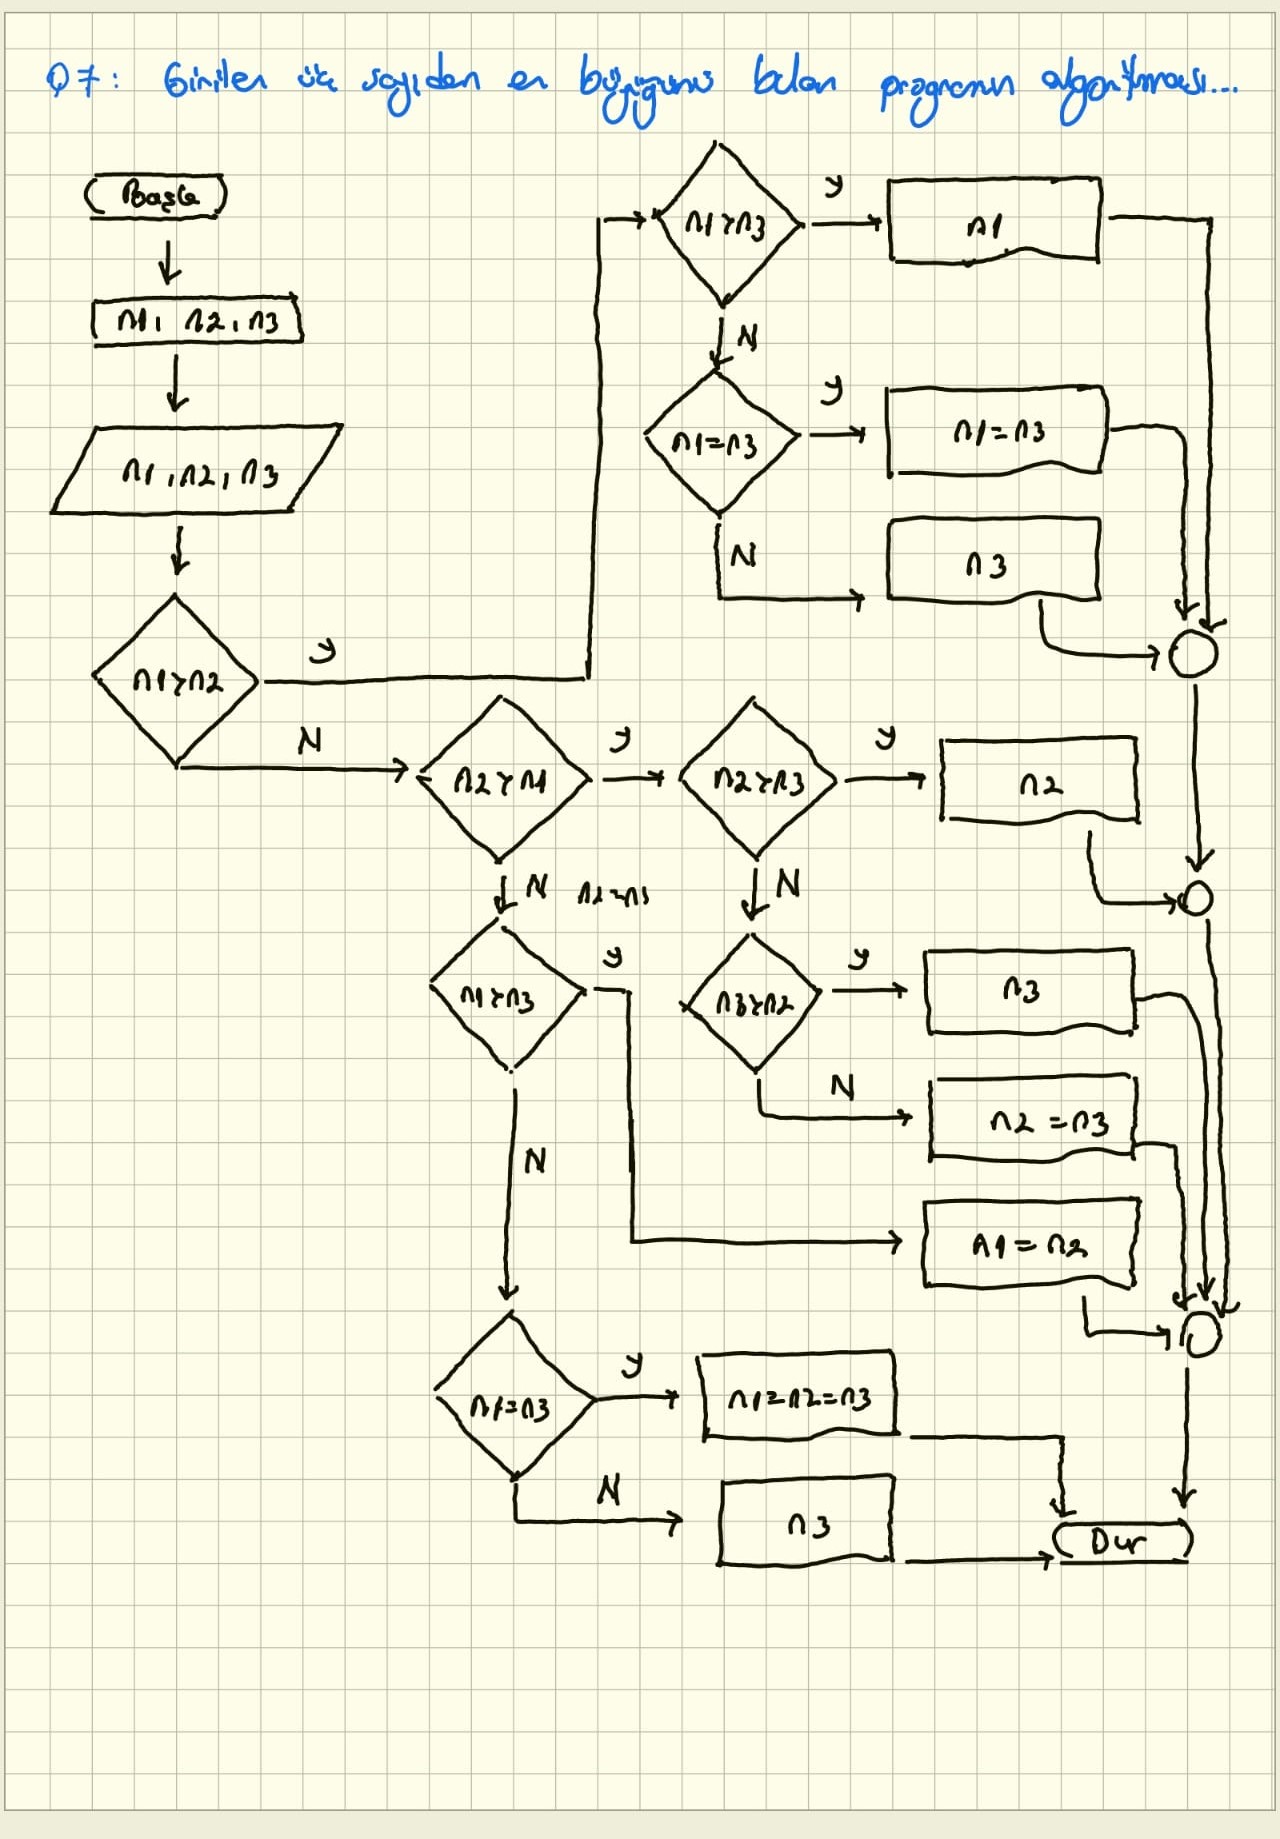 Q7: Girilen üç sayıdan en büyüğünü bulan programın algoritması...
Başla
n1, n2, n3
n1, n2, n3
n1>n2
Y
N
n1>n3
Y
n1
N
n1=n3
Y
n1=n3
N
n3
n2>n1
Y
n2>n3
Y
n2
N
n2=n1
N
n1>n3
Y
n3>n2
Y
n3
N
n2=n3
N
n1=n2
n1=n3
Y
n1=n2=n3
N
n3
Dur